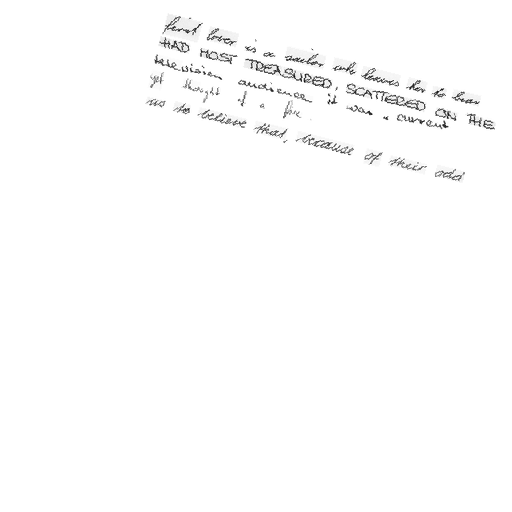 first lover is a sailor who leaves her to bear
HAD MOST TREASURED, SCATTERED ON THE
television audience it was a current
yet thought of a fire.
us to believe that, because of their odd